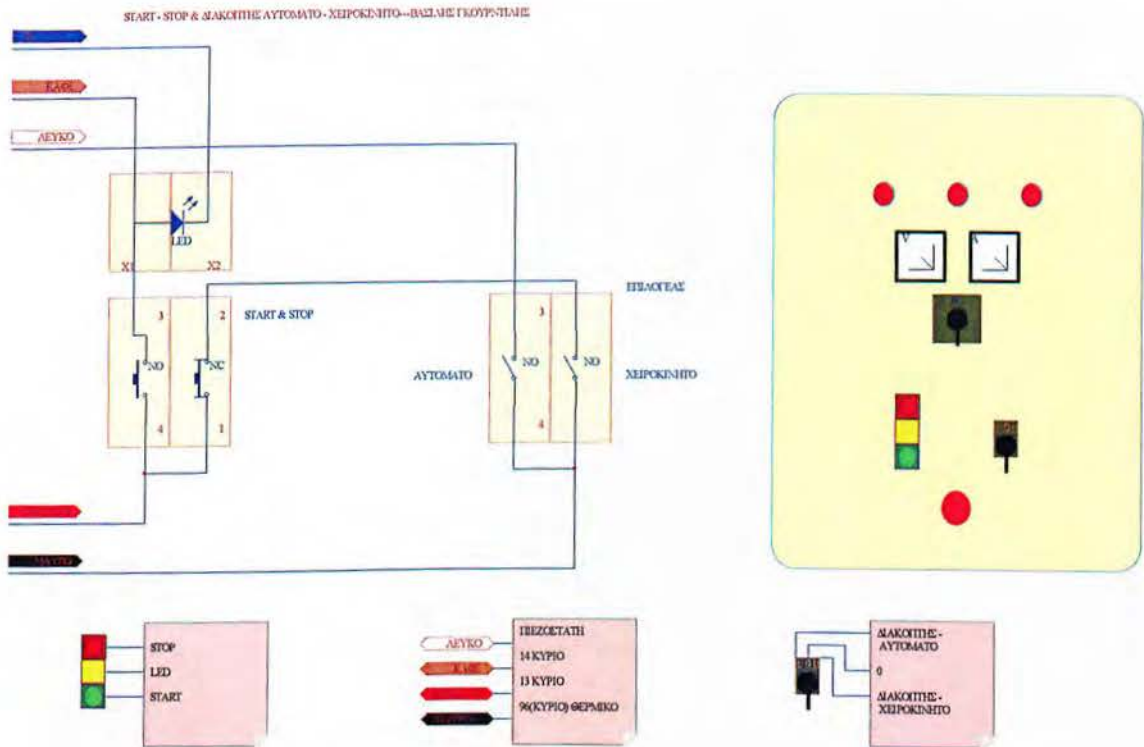 START - STOP & ΔΙΑΚΟΠΤΗΣ ΑΥΤΟΜΑΤΟ - ΧΕΙΡΟΚΙΝΗΤΟ---ΒΑΣΙΛΗΣ ΓΚΟΥΡΝΤΙΛΗΣ
ΚΑΦΕ
ΛΕΥΚΟ
LED
X1
X2
3
2
START & STOP
NO
NC
4
1
ΕΠΙΛΟΓΕΑΣ
3
ΑΥΤΟΜΑΤΟ
NO
NO
ΧΕΙΡΟΚΙΝΗΤΟ
4
V
A
STOP
LED
START
ΛΕΥΚΟ
ΚΑΦΕ
ΠΙΕΖΟΣΤΑΤΗ
14 ΚΥΡΙΟ
13 ΚΥΡΙΟ
96(ΚΥΡΙΟ) ΘΕΡΜΙΚΟ
ΔΙΑΚΟΠΤΗΣ -
ΑΥΤΟΜΑΤΟ
0
ΔΙΑΚΟΠΤΗΣ -
ΧΕΙΡΟΚΙΝΗΤΟ